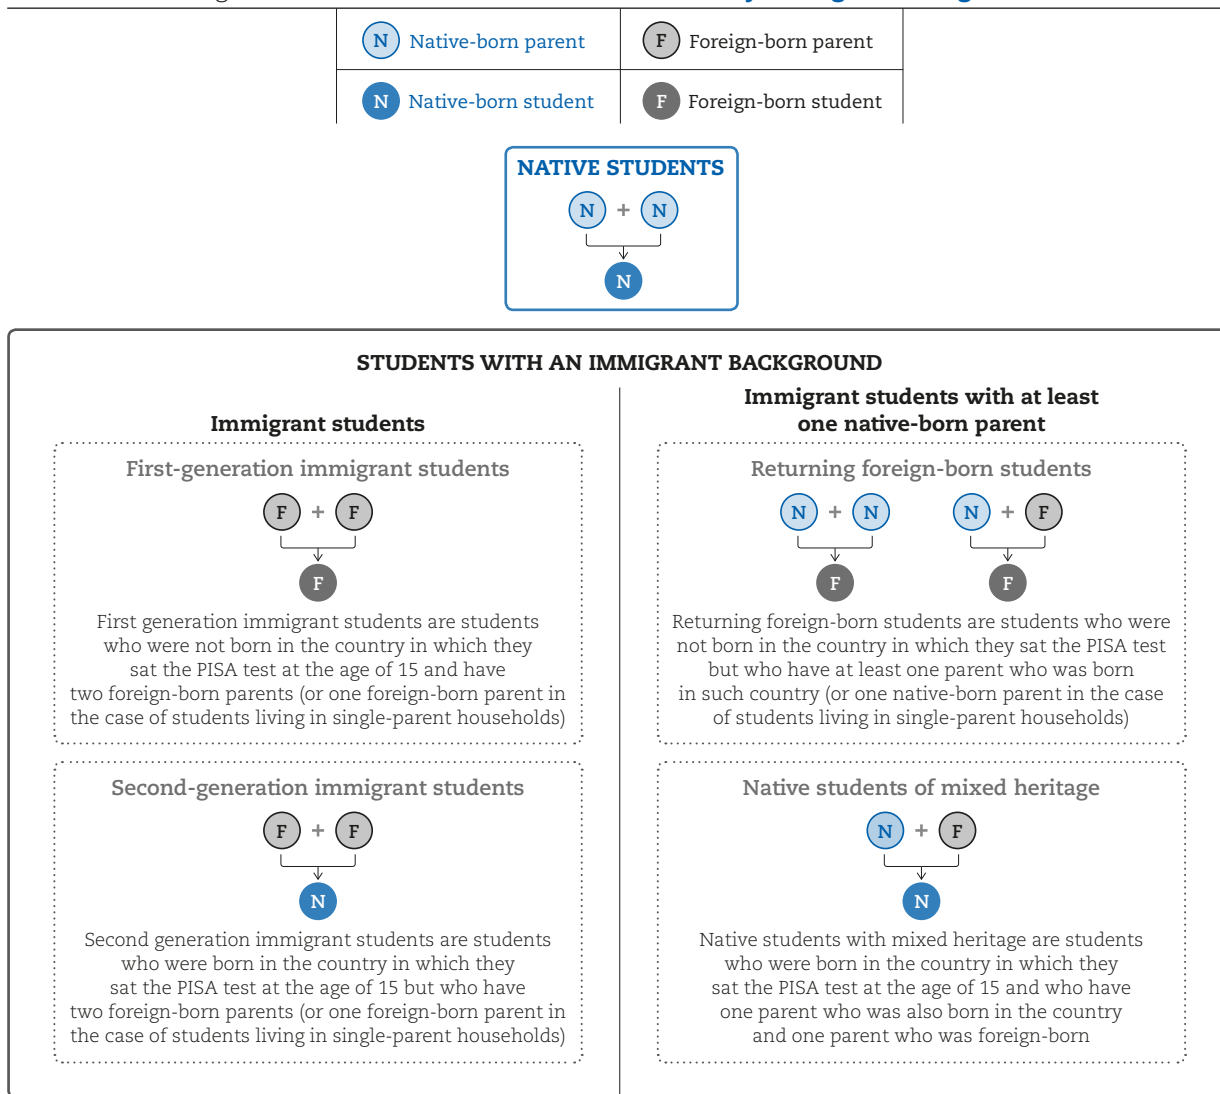 N Native-born parent
F Foreign-born parent
N Native-born student
F Foreign-born student
NATIVE STUDENTS
N + N
N
STUDENTS WITH AN IMMIGRANT BACKGROUND
Immigrant students
First-generation immigrant students
F + F
F
First generation immigrant students are students
who were not born in the country in which they
sat the PISA test at the age of 15 and have
two foreign-born parents (or one foreign-born parent in
the case of students living in single-parent households)
Second-generation immigrant students
F + F
N
Second generation immigrant students are students
who were born in the country in which they
sat the PISA test at the age of 15 but who have
two foreign-born parents (or one foreign-born parent in
the case of students living in single-parent households)
Immigrant students with at least
one native-born parent
Returning foreign-born students
N + N N + F
F F
Returning foreign-born students are students who were
not born in the country in which they sat the PISA test
but who have at least one parent who was born
in such country (or one native-born parent in the case
of students living in single-parent households)
Native students of mixed heritage
N + F
N
Native students with mixed heritage are students
who were born in the country in which they
sat the PISA test at the age of 15 and who have
one parent who was also born in the country
and one parent who was foreign-born